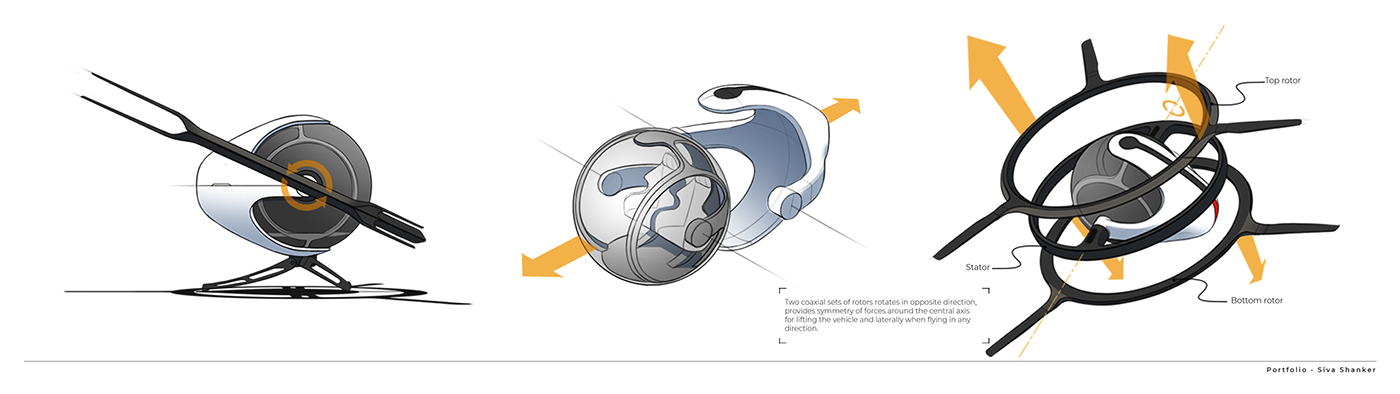 Top rotor
Stator
Bottom rotor
Two coaxial sets of rotors rotates in opposite direction,
provides symmetry of forces around the central axis
for lifting the vehicle and laterally when flying in any
direction.
Portfolio - Siva Shanker